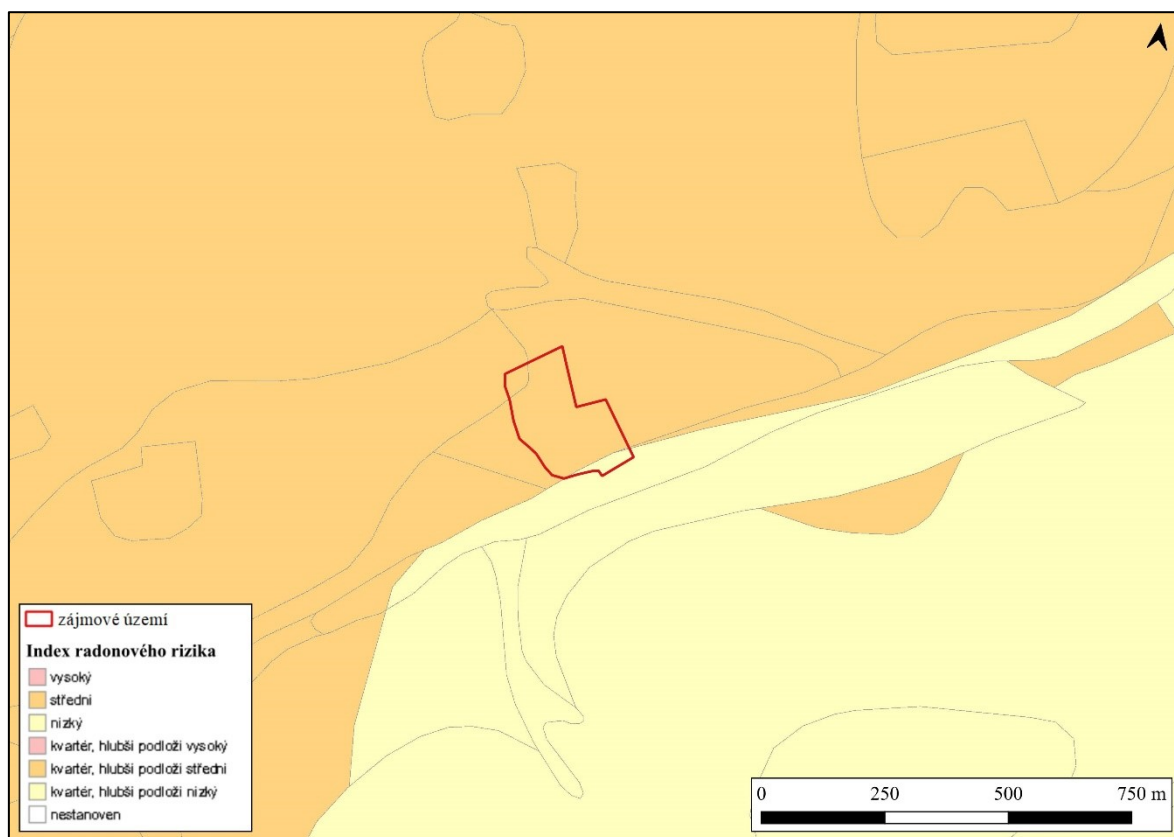 zájmové území
Index radonového rizika
vysoký
střední
nízký
kvartér, hlubší podloží vysoký
kvartér, hlubší podloží střední
kvartér, hlubší podloží nízký
nestanoven
0 250 500 750 m